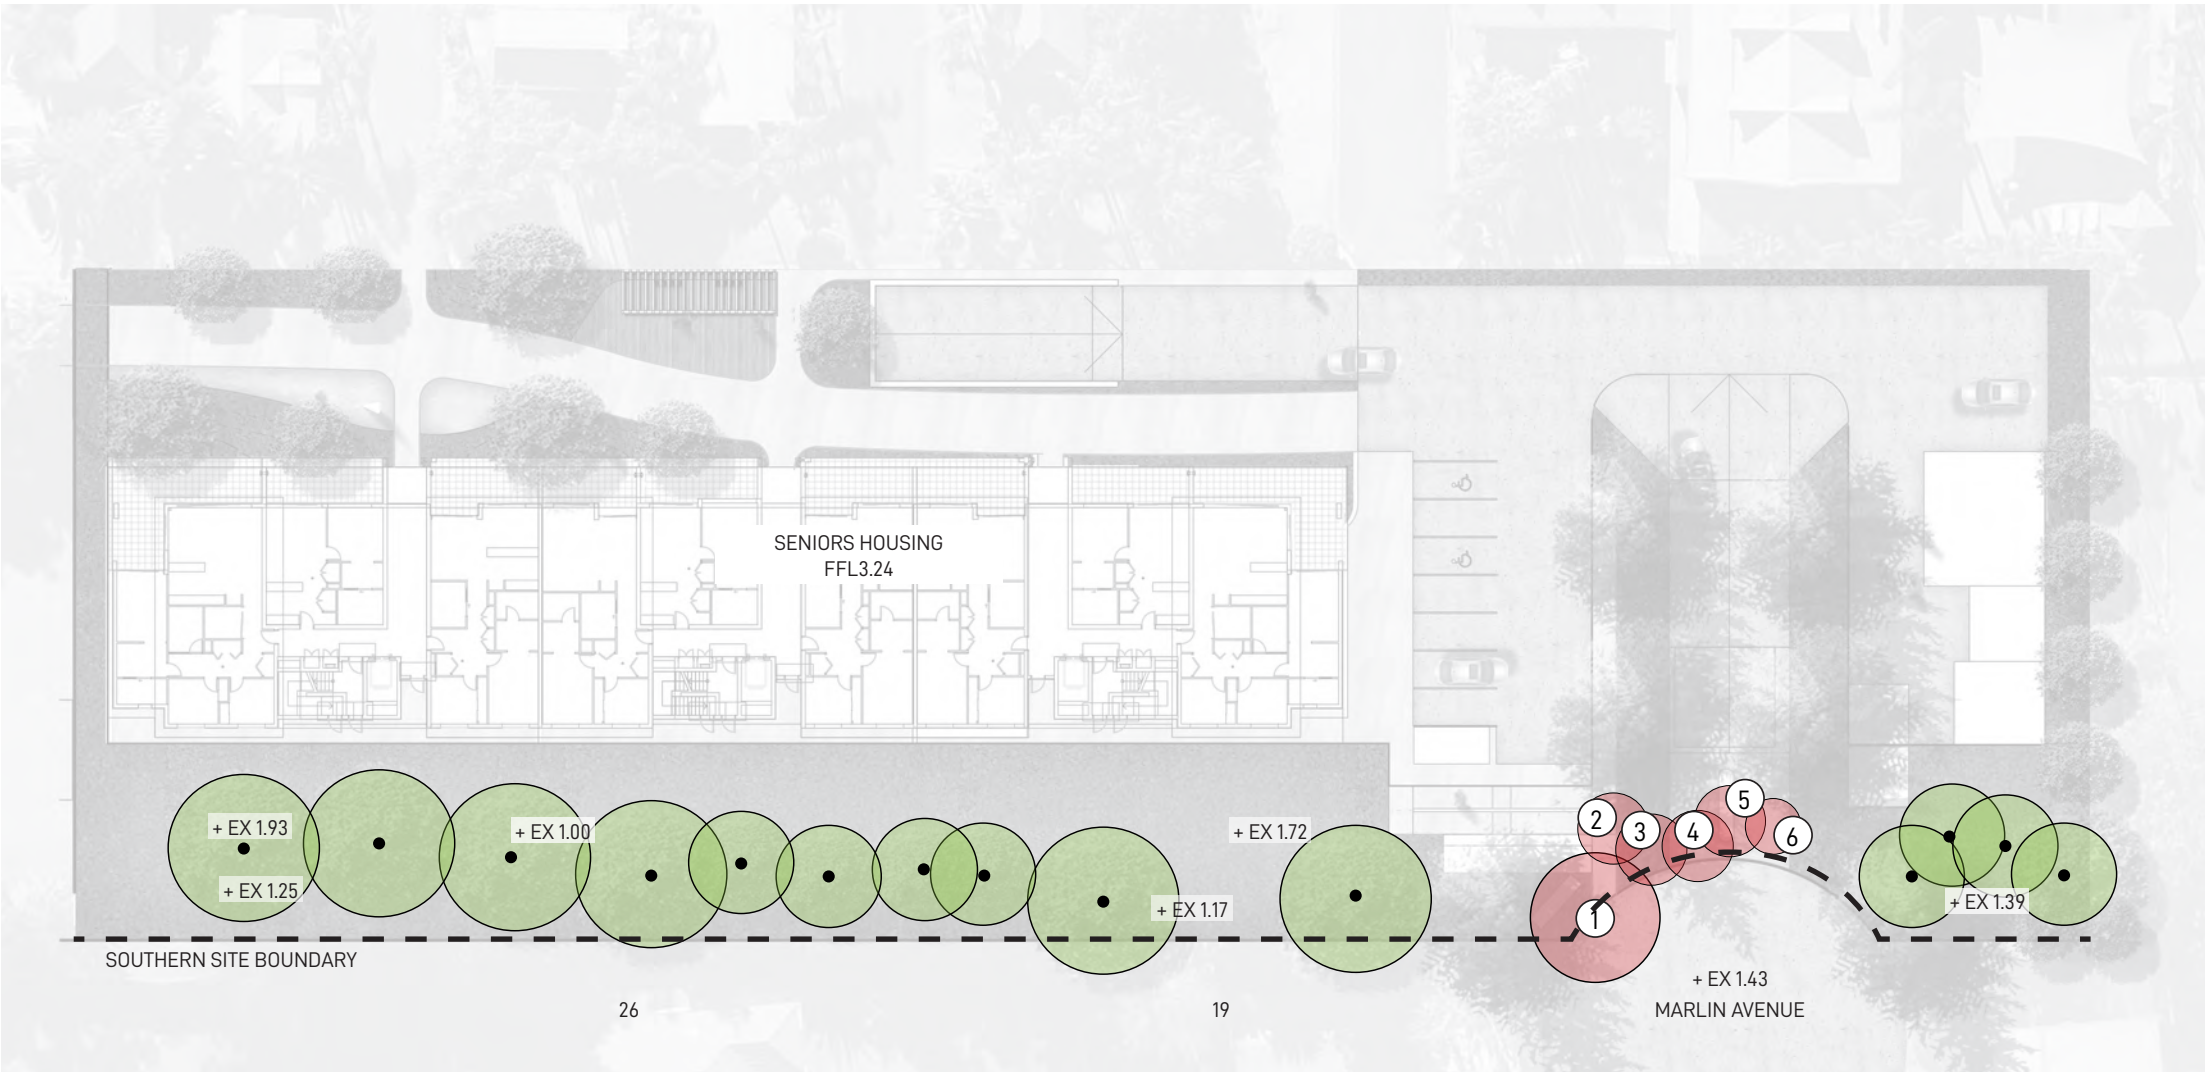 SENIORS HOUSING
FFL3.24
+ EX 1.93
+ EX 1.00
+ EX 1.72
+ EX 1.25
+ EX 1.17
2
3
4
5
6
1
+ EX 1.39
SOUTHERN SITE BOUNDARY
+ EX 1.43
26
19
MARLIN AVENUE